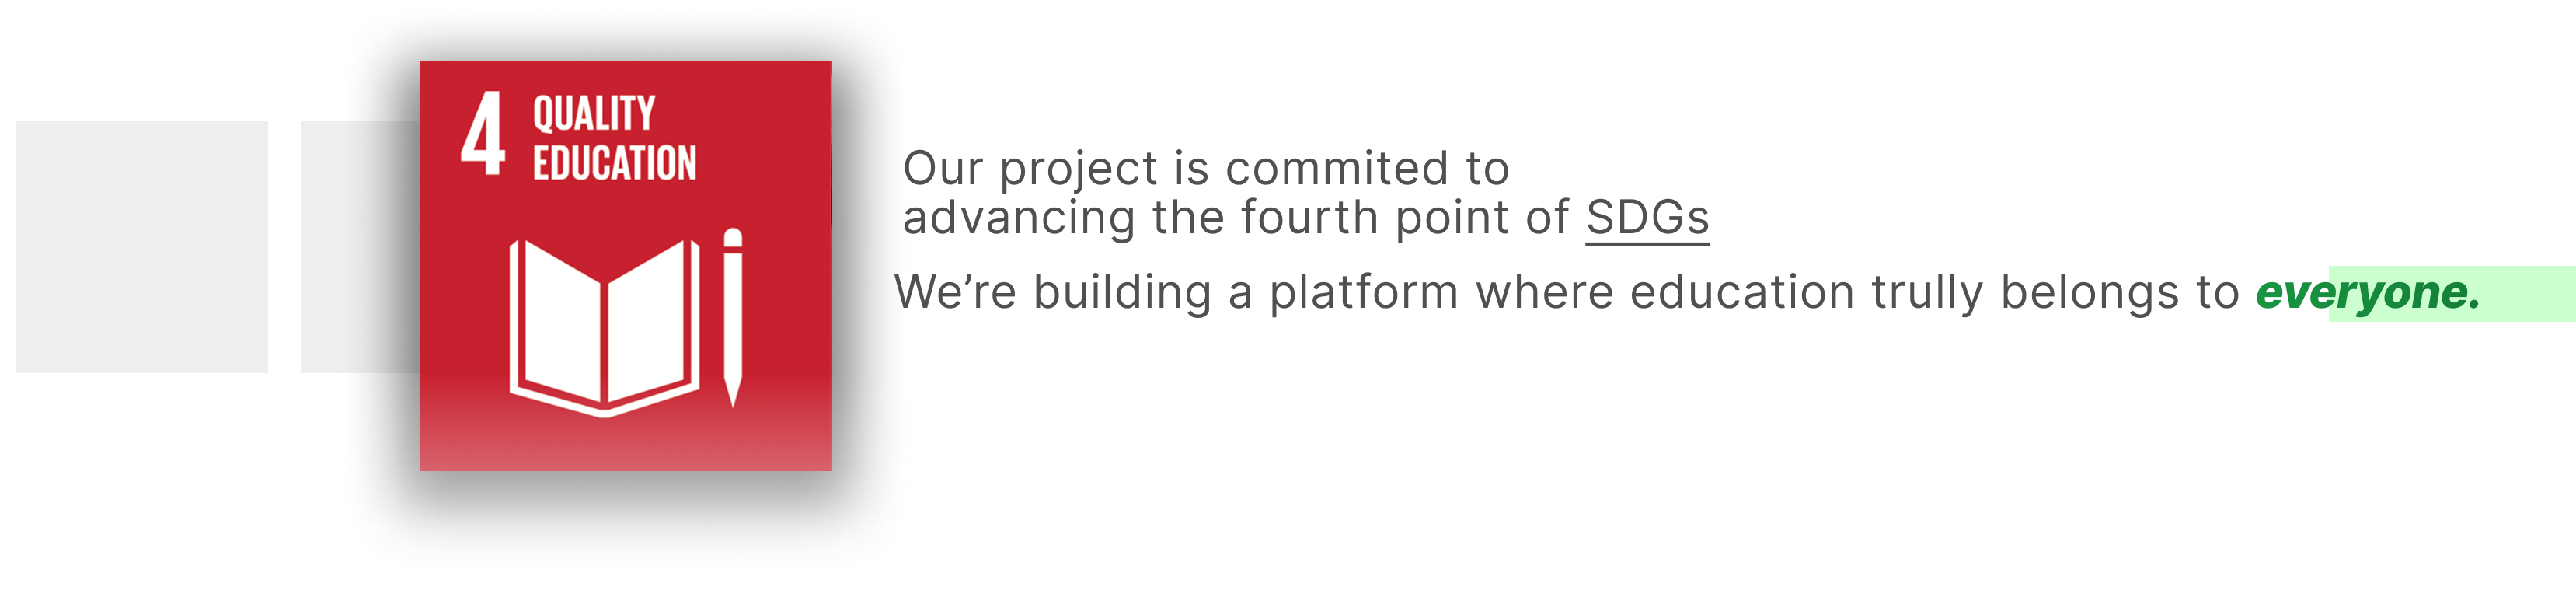 4 QUALITY
EDUCATION
Our project is commited to
advancing the fourth point of SDGs
We’re building a platform where education trully belongs to everyone.